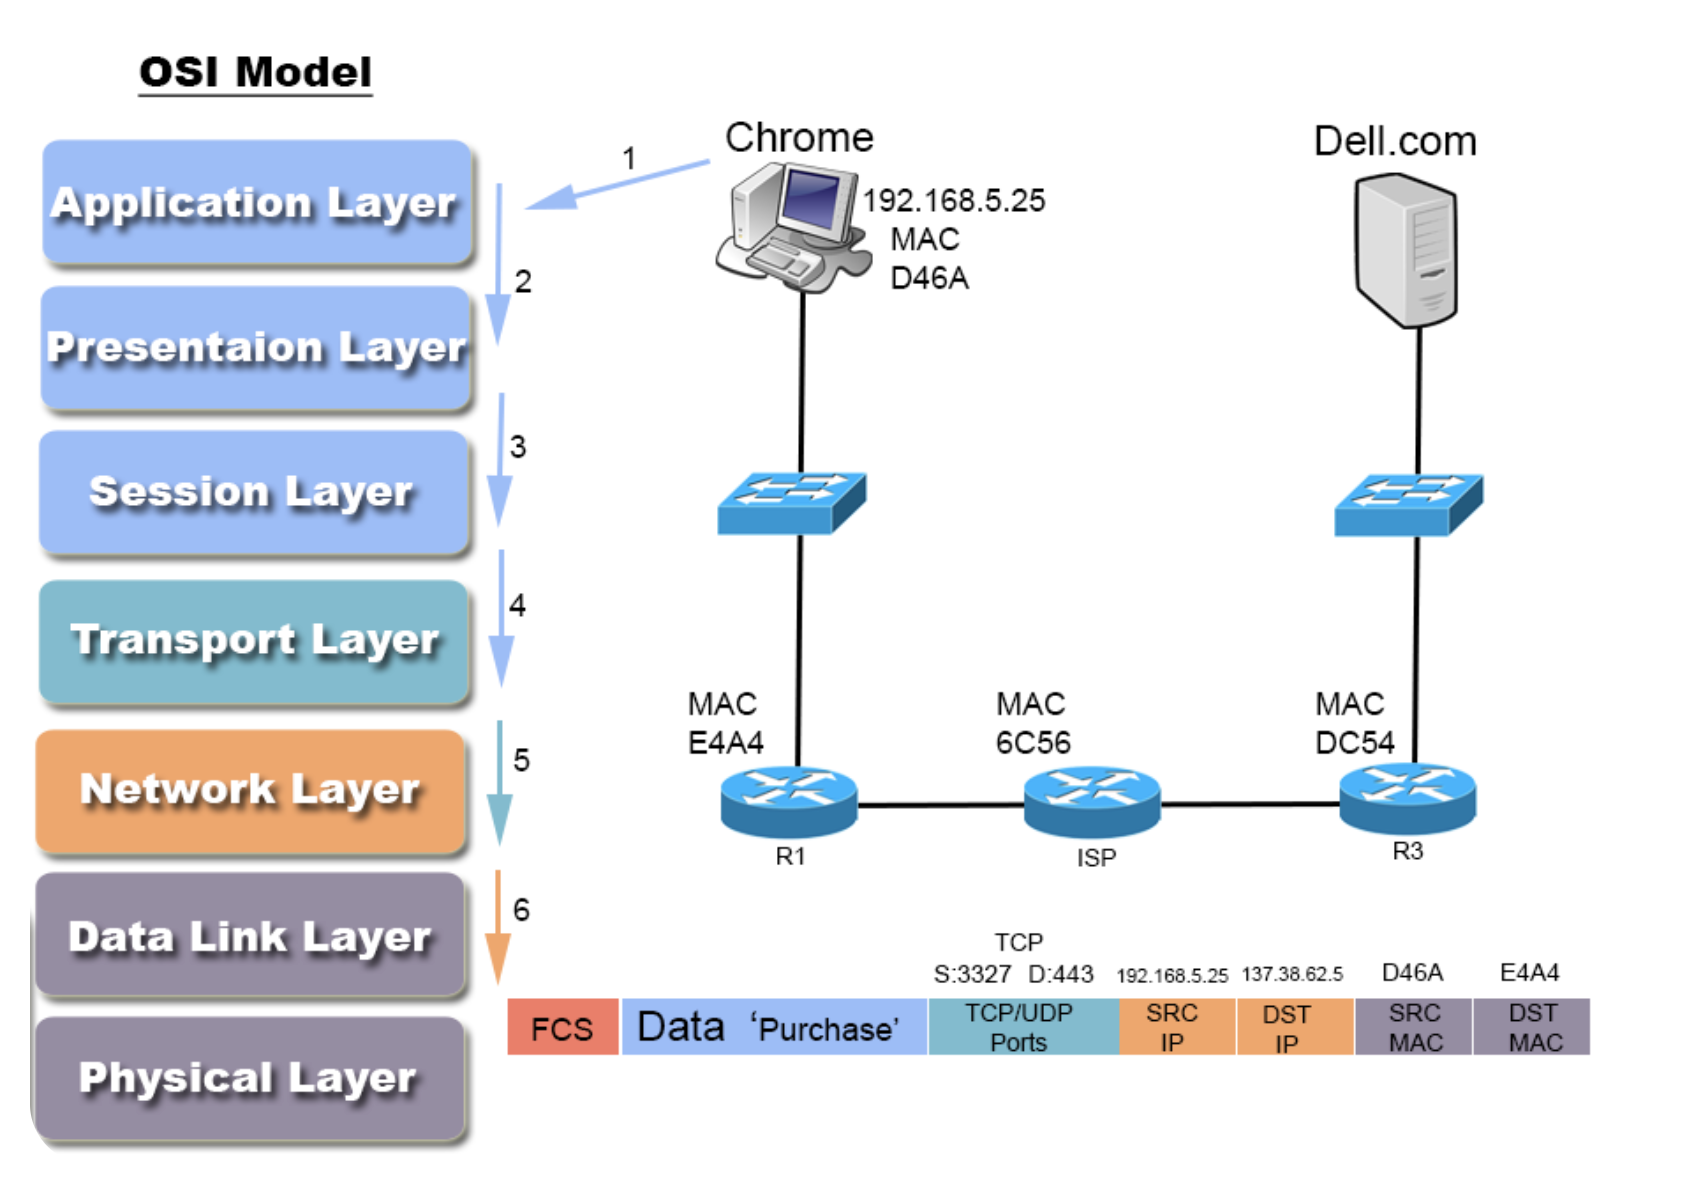 OSI Model
Application Layer
Presentaion Layer
Session Layer
Transport Layer
Network Layer
Data Link Layer
Physical Layer
1
2
3
4
5
6
Chrome
192.168.5.25
MAC
D46A
Dell.com
MAC
E4A4
R1
MAC
6C56
ISP
MAC
DC54
R3
TCP
S:3327 D:443
192.168.5.25
137.38.62.5
D46A
E4A4
FCS
Data 'Purchase'
TCP/UDP
Ports
SRC
IP
DST
IP
SRC
MAC
DST
MAC